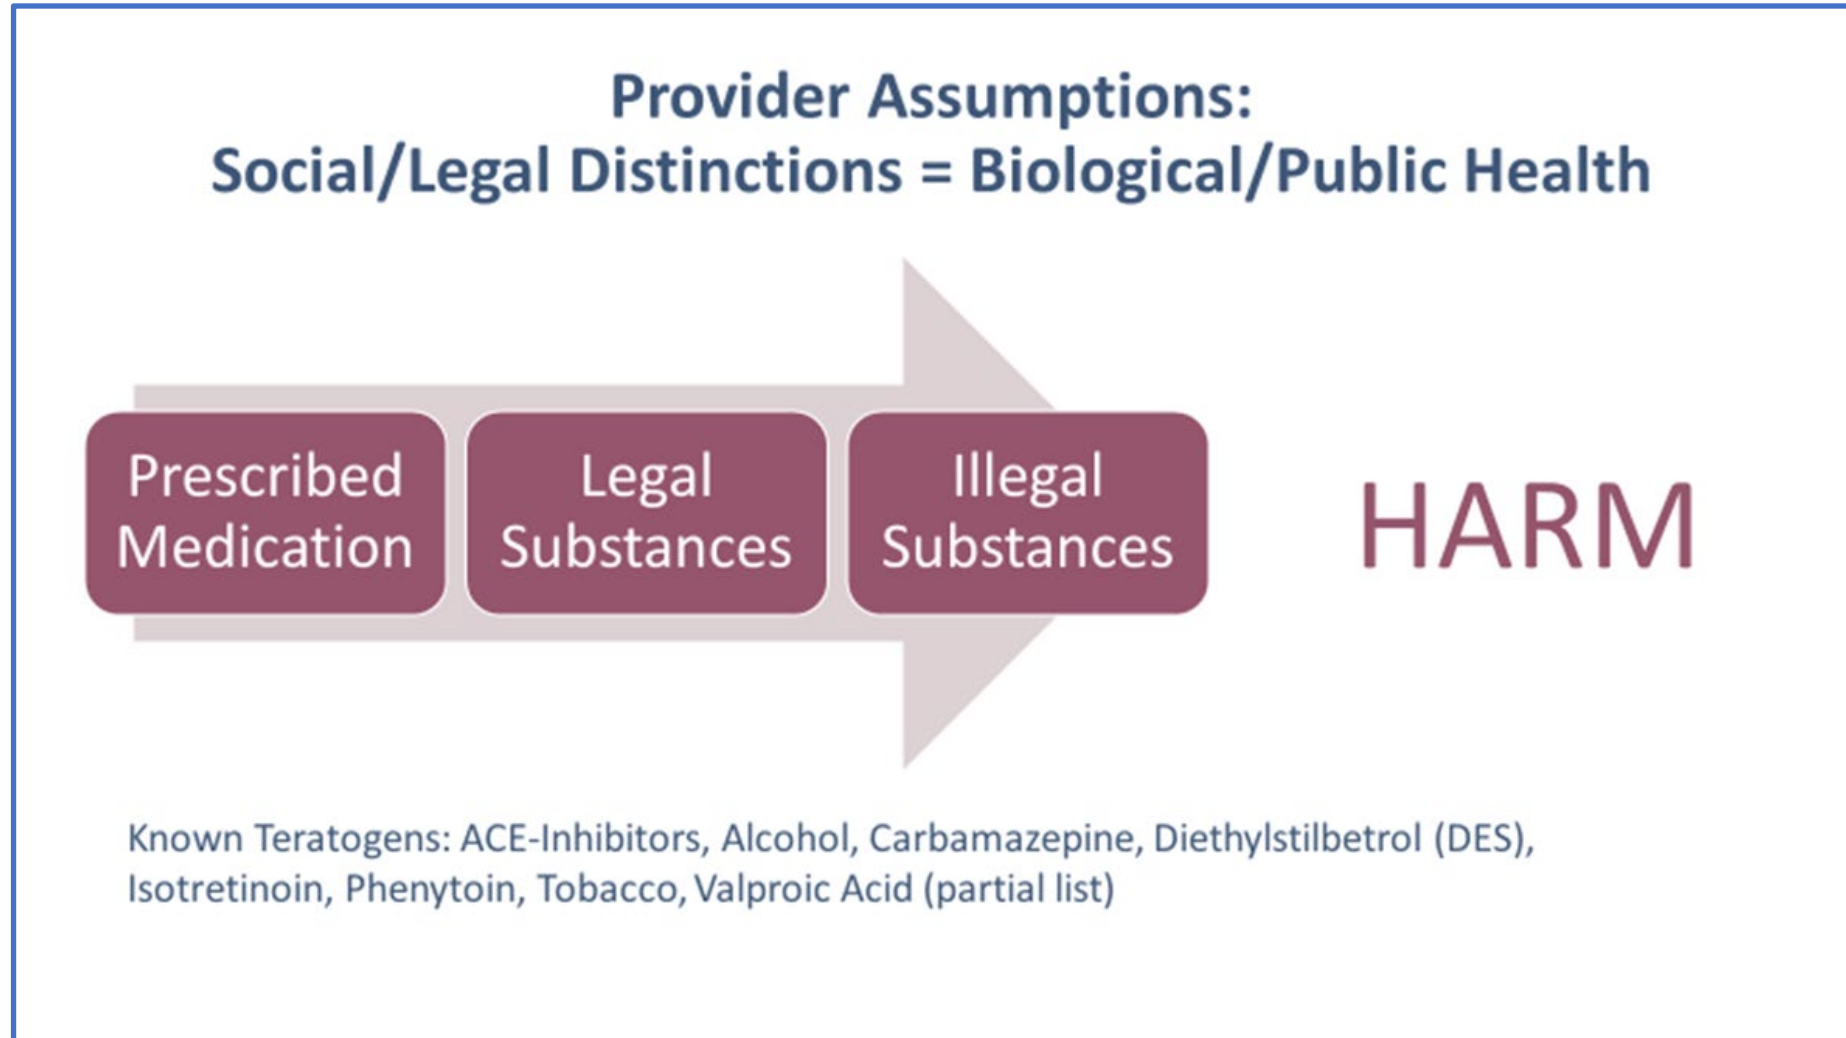 Provider Assumptions:
Social/Legal Distinctions = Biological/Public Health
Prescribed
Medication
Legal
Substances
Illegal
Substances
HARM
Known Teratogens: ACE-Inhibitors, Alcohol, Carbamazepine, Diethylstilbetrol (DES),
Isotretinoin, Phenytoin, Tobacco, Valproic Acid (partial list)